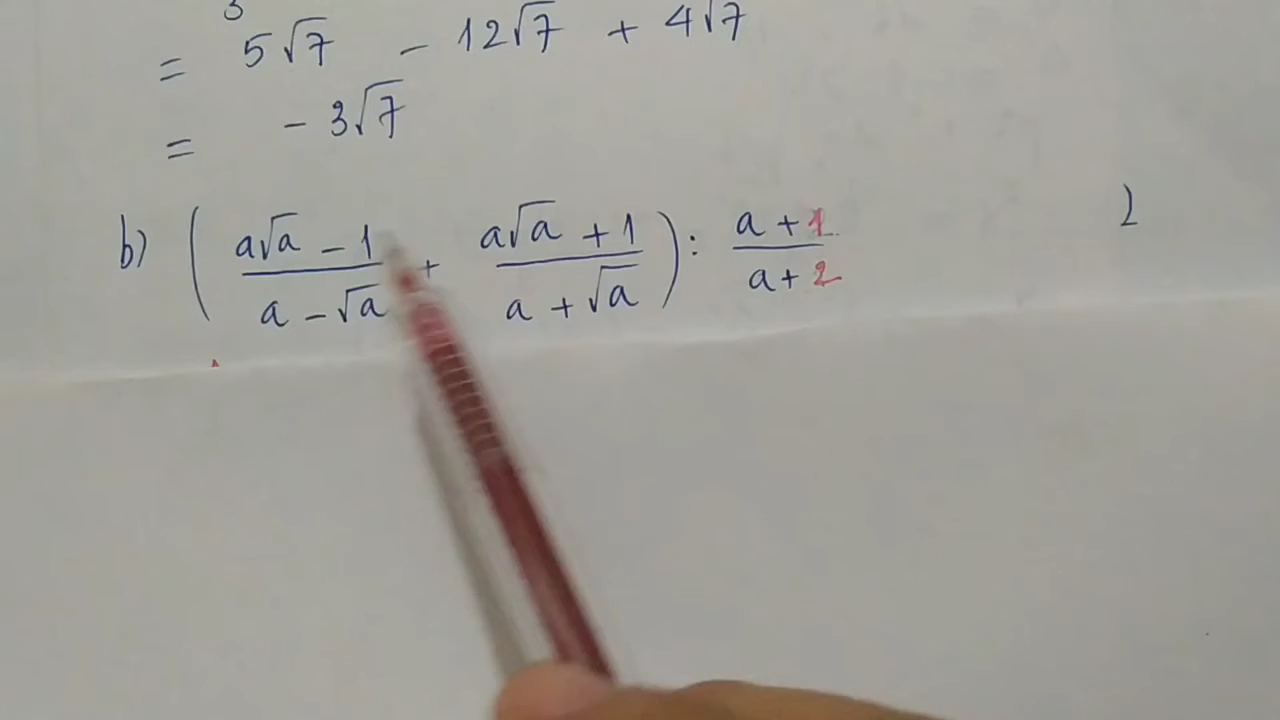 = 5√7 - 12√7 + 4√7
= - 3√7
b) ( (a√a - 1)/(a - √a) + (a√a + 1)/(a + √a) ) : (a + 1)/(a + 2)